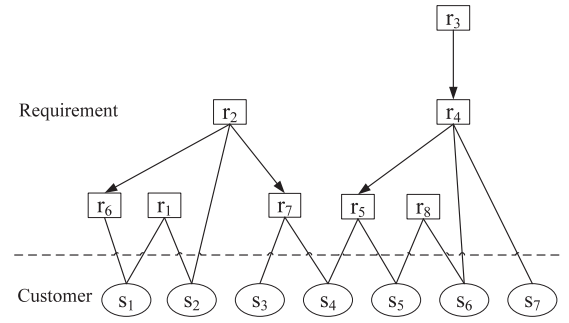 r₃
Requirement r₂ r₄
r₆ r₁ r₇ r₅ r₈
Customer s₁ s₂ s₃ s₄ s₅ s₆ s₇